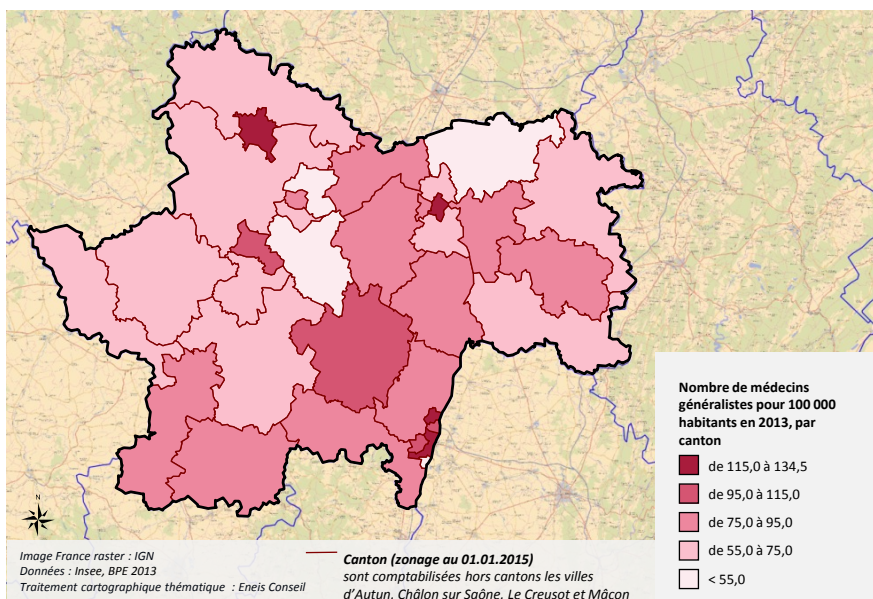 Nombre de médecins
généralistes pour 100 000
habitants en 2013, par
canton
de 115,0 à 134,5
de 95,0 à 115,0
de 75,0 à 95,0
de 55,0 à 75,0
< 55,0
N
Image France raster : IGN
Données : Insee, BPE 2013
Traitement cartographique thématique : Eneis Conseil
Canton (zonage au 01.01.2015)
sont comptabilisées hors cantons les villes
d'Autun, Châlon sur Saône, Le Creusot et Mâcon